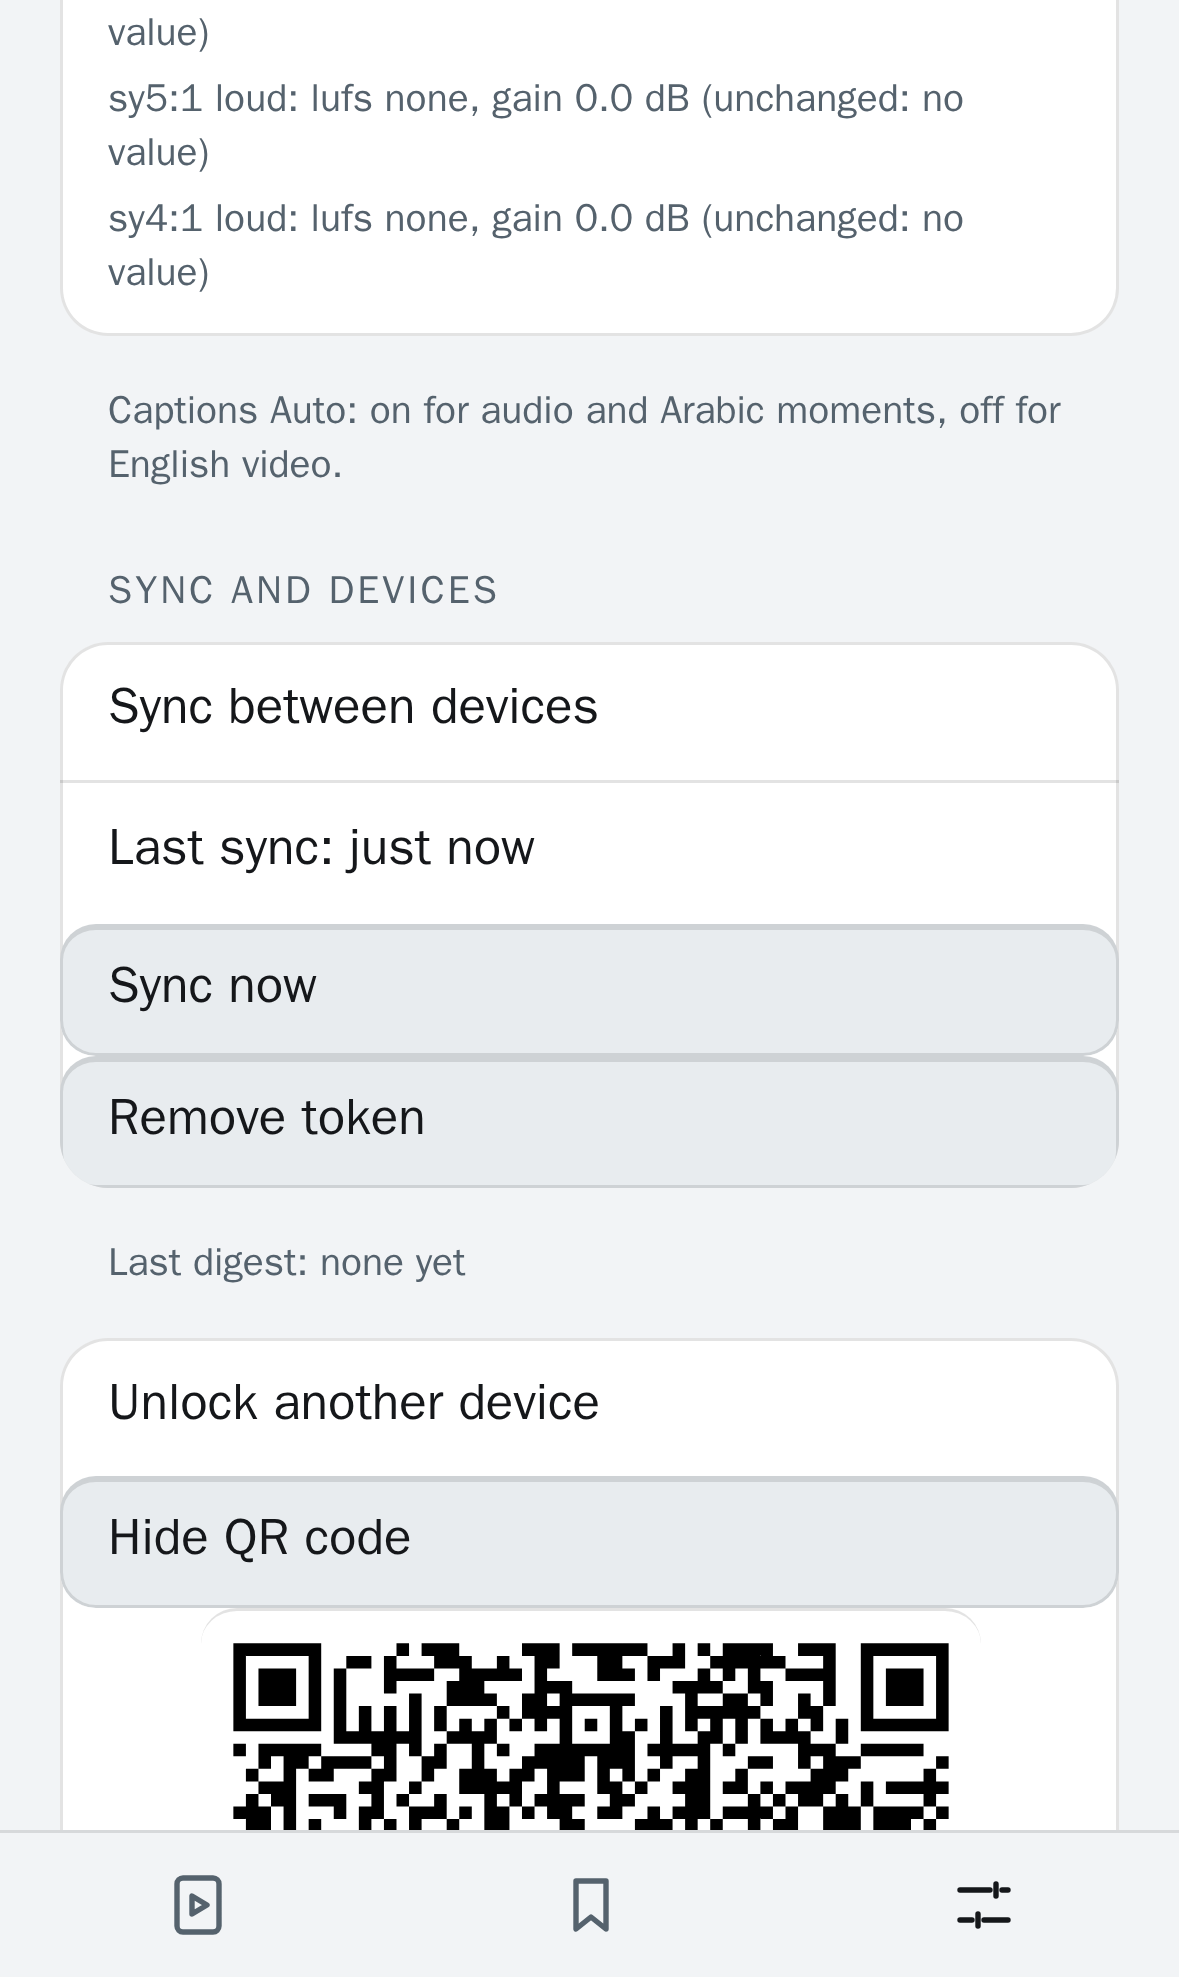 value)
sy5:1 loud: lufs none, gain 0.0 dB (unchanged: no
value)
sy4:1 loud: lufs none, gain 0.0 dB (unchanged: no
value)
Captions Auto: on for audio and Arabic moments, off for
English video.
SYNC AND DEVICES
Sync between devices
Last sync: just now
Sync now
Remove token
Last digest: none yet
Unlock another device
Hide QR code